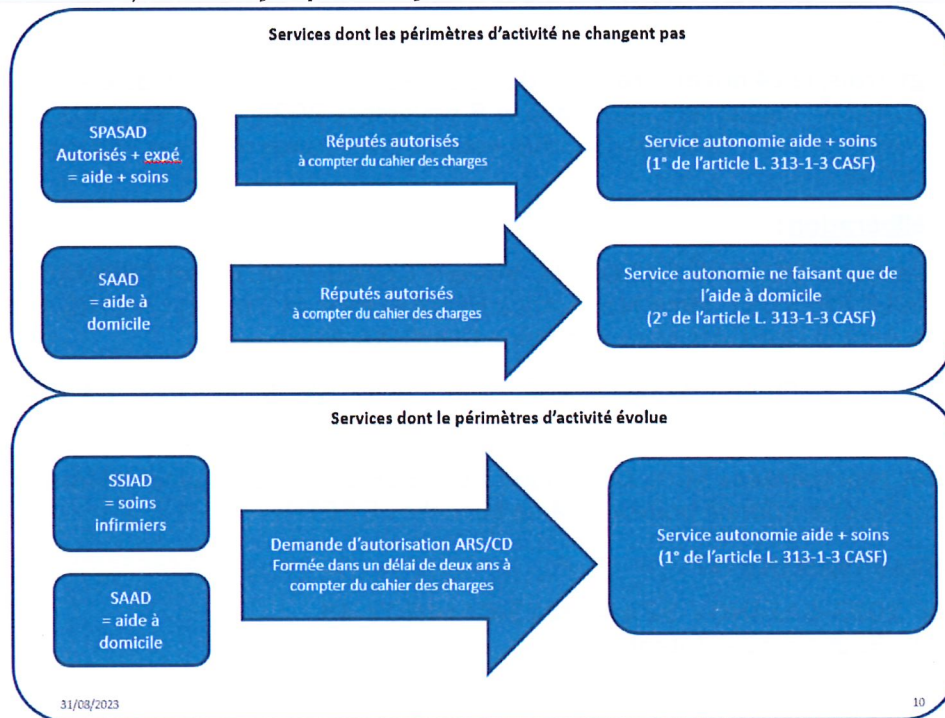 Services dont les périmètres d'activité ne changent pas
SPASAD
Autorisés + expé
= aide + soins
Réputés autorisés
à compter du cahier des charges
Service autonomie aide + soins
(1° de l'article L. 313-1-3 CASF)
SAAD
= aide à
domicile
Réputés autorisés
à compter du cahier des charges
Service autonomie ne faisant que de
l'aide à domicile
(2° de l'article L. 313-1-3 CASF)
Services dont le périmètres d'activité évolue
SSIAD
= soins
infirmiers
SAAD
= aide à
domicile
Demande d'autorisation ARS/CD
Formée dans un délai de deux ans à
compter du cahier des charges
Service autonomie aide + soins
(1° de l'article L. 313-1-3 CASF)
31/08/2023
10